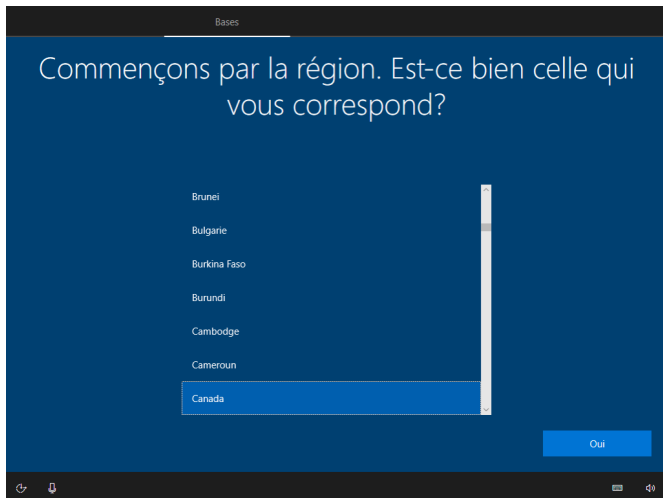 Bases
Commençons par la région. Est-ce bien celle qui
vous correspond?
Brunei
Bulgarie
Burkina Faso
Burundi
Cambodge
Cameroun
Canada
Oui